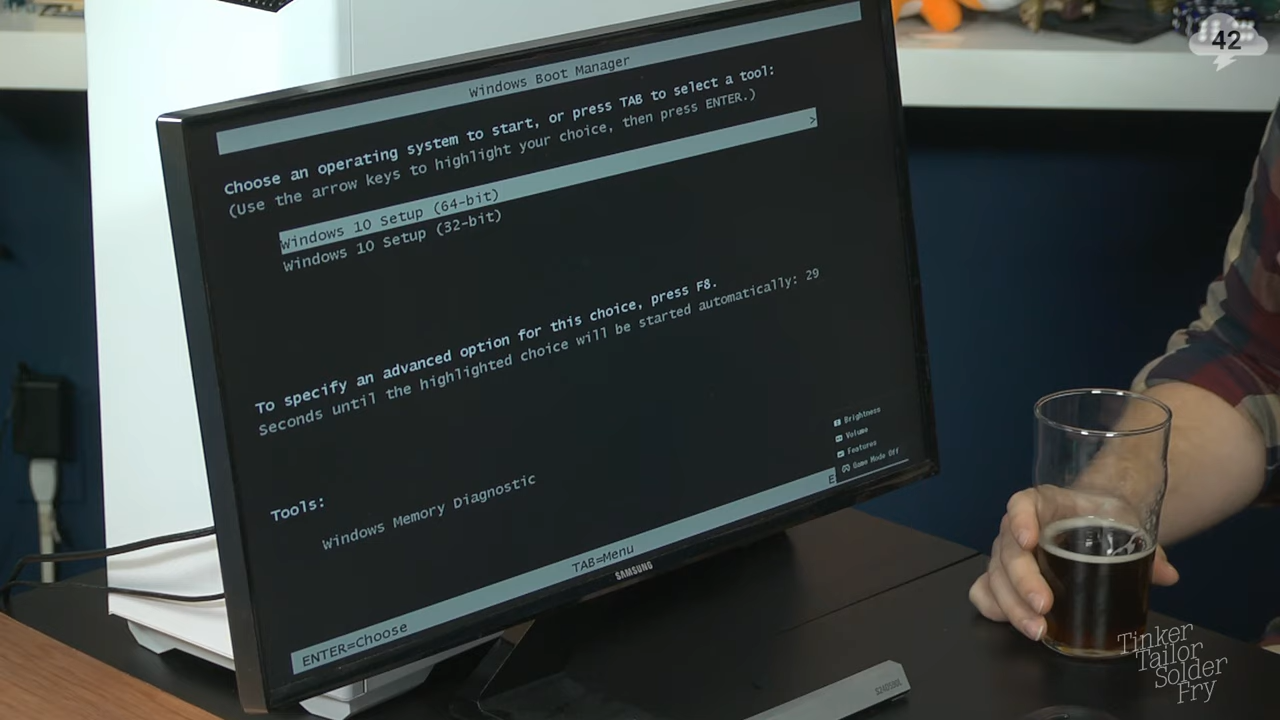 42
Windows Boot Manager
Choose an operating system to start, or press TAB to select a tool:
(Use the arrow keys to highlight your choice, then press ENTER.)
Windows 10 Setup (64-bit) >
Windows 10 Setup (32-bit)
To specify an advanced option for this choice, press F8.
Seconds until the highlighted choice will be started automatically: 29
Brightness
Volume
Features
Game Mode Off
Tools:
Windows Memory Diagnostic
ENTER=Choose TAB=Menu E
SAMSUNG
Tinker
Tailor
Solder
Fry